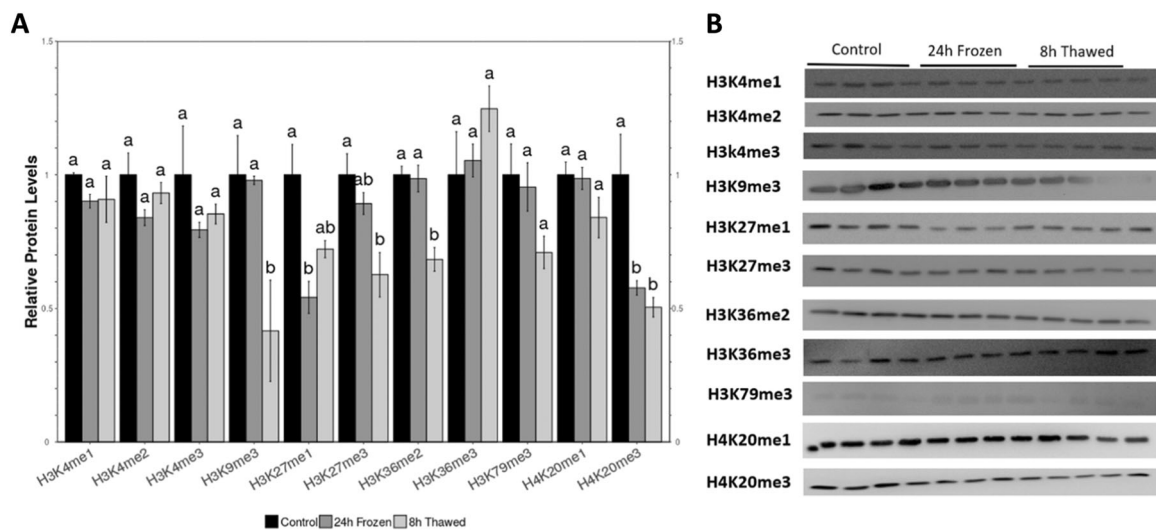 A
1.5
1.5
Relative Protein Levels
a a a a a a a a a a a
a a a a b ab a a a a b
a a a b ab b b a a a b
1
1
0.5
0.5
0
0
H3K4me1
H3K4me2
H3K4me3
H3K9me3
H3K27me1
H3K27me3
H3K36me2
H3K36me3
H3K79me3
H4K20me1
H4K20me3
Control 24h Frozen 8h Thawed
B
Control 24h Frozen 8h Thawed
H3K4me1
H3K4me2
H3k4me3
H3K9me3
H3K27me1
H3K27me3
H3K36me2
H3K36me3
H3K79me3
H4K20me1
H4K20me3